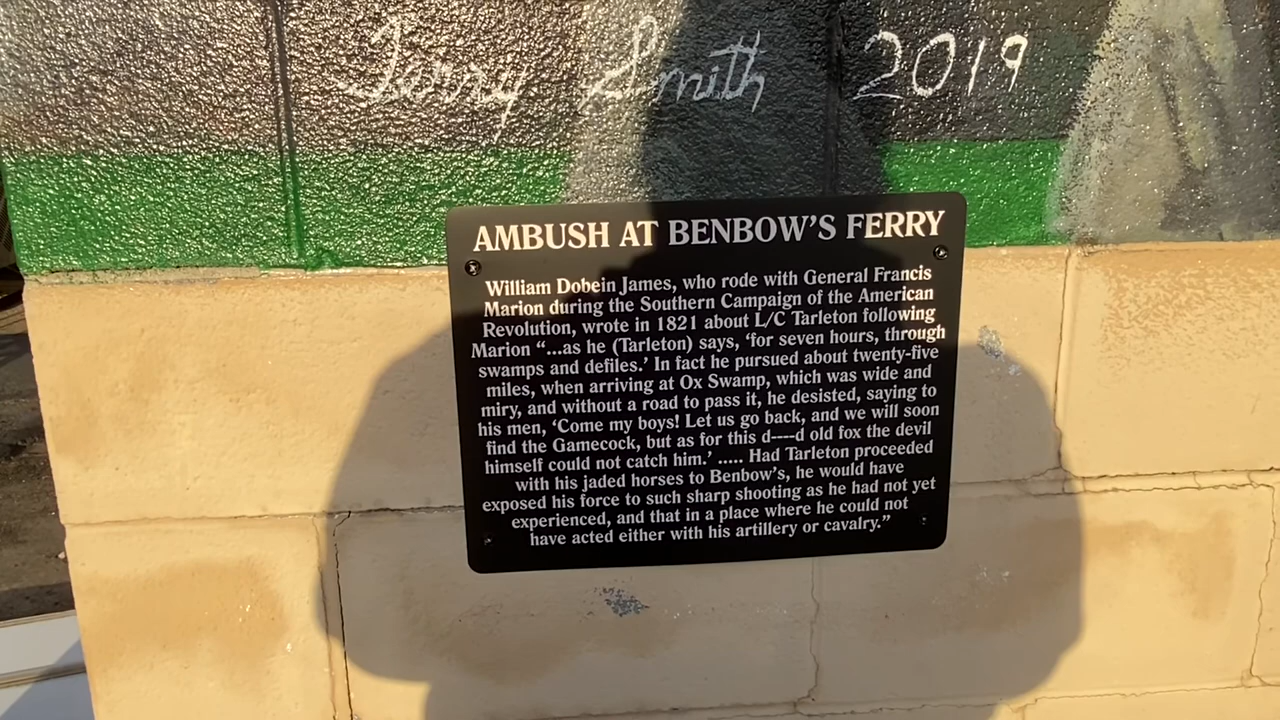 Terry Smith 2019
AMBUSH AT BENBOW'S FERRY
William Dobein James, who rode with General Francis
Marion during the Southern Campaign of the American
Revolution, wrote in 1821 about L/C Tarleton following
Marion “...as he (Tarleton) says, ‘for seven hours, through
swamps and defiles.’ In fact he pursued about twenty-five
miles, when arriving at Ox Swamp, which was wide and
miry, and without a road to pass it, he desisted, saying to
his men, ‘Come my boys! Let us go back, and we will soon
find the Gamecock, but as for this d----d old fox the devil
himself could not catch him.’ ..... Had Tarleton proceeded
with his jaded horses to Benbow's, he would have
exposed his force to such sharp shooting as he had not yet
experienced, and that in a place where he could not
have acted either with his artillery or cavalry.”